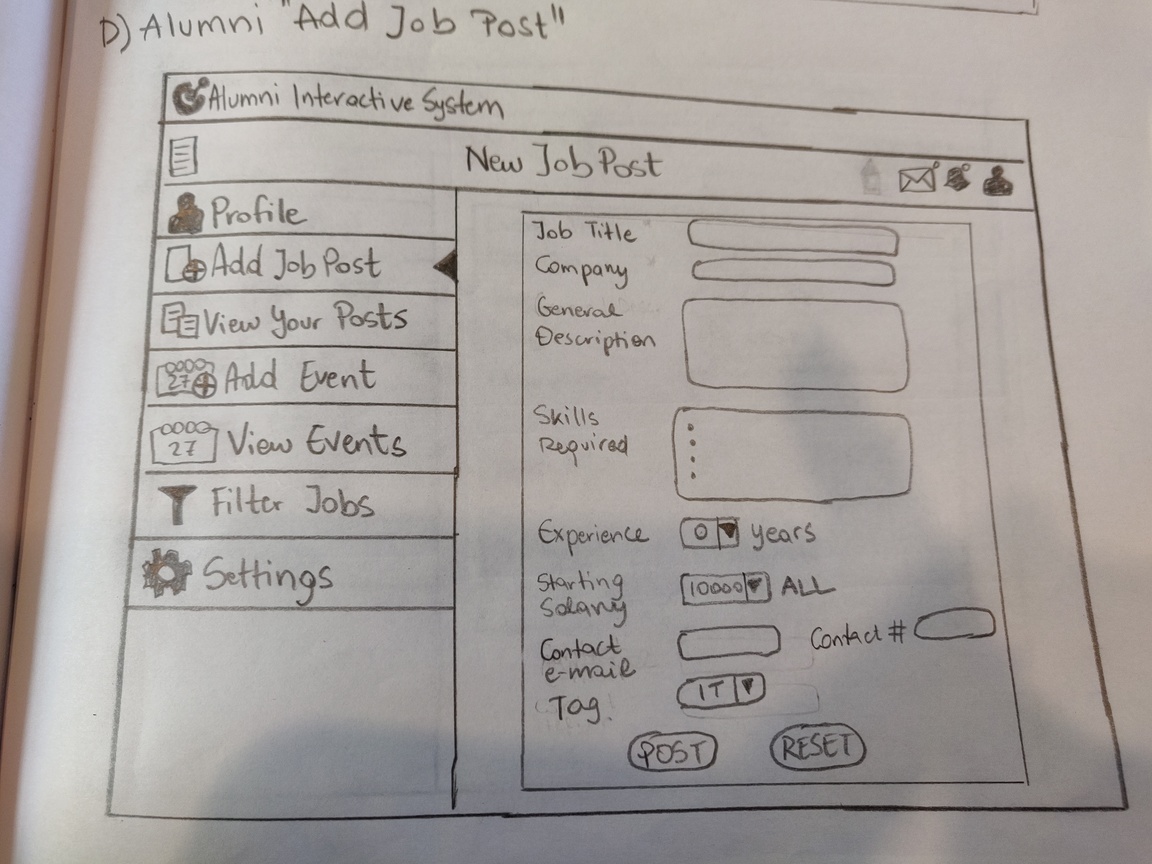 D) Alumni "Add Job Post"
Alumni Interactive System
New Job Post
Profile
Add Job Post
View Your Posts
27 Add Event
27 View Events
Filter Jobs
Settings
Job Title
Company
General
Description
Skills
Required
Experience 0 years
Starting 10000 ALL
Salary
Contact Contact #
e-mail
Tag. IT
POST RESET